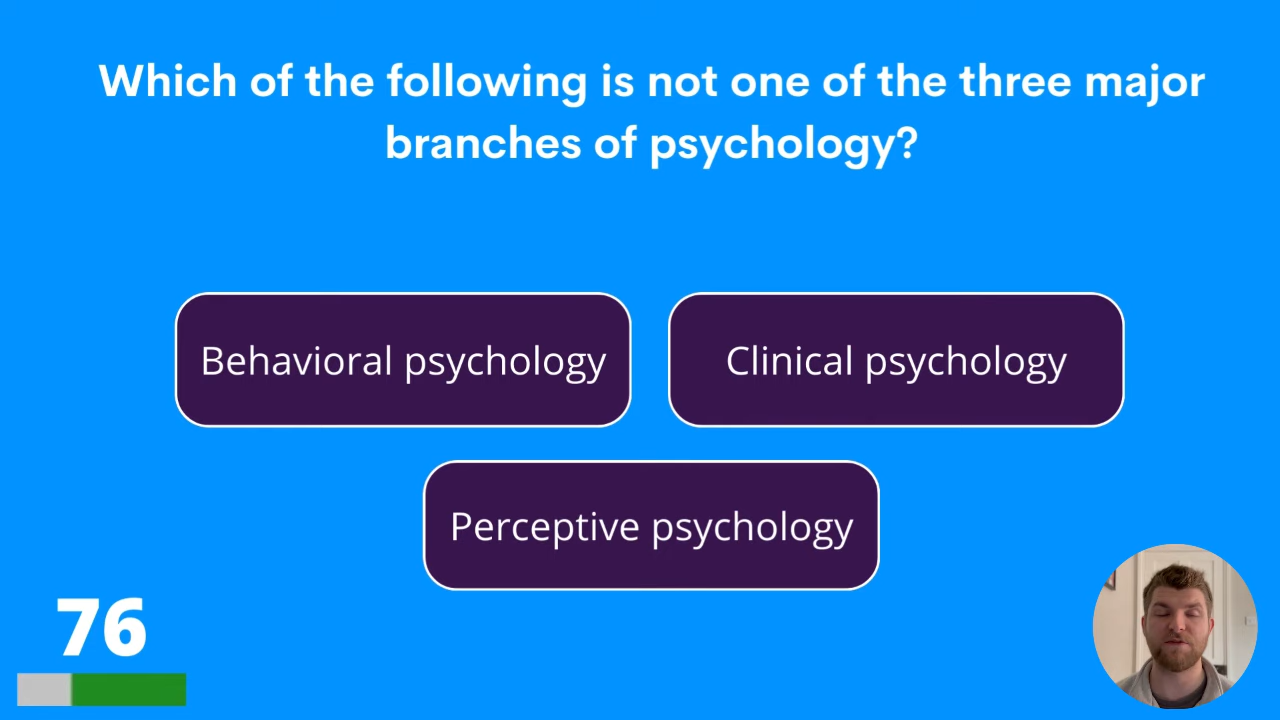 Which of the following is not one of the three major
branches of psychology?
Behavioral psychology
Clinical psychology
Perceptive psychology
76